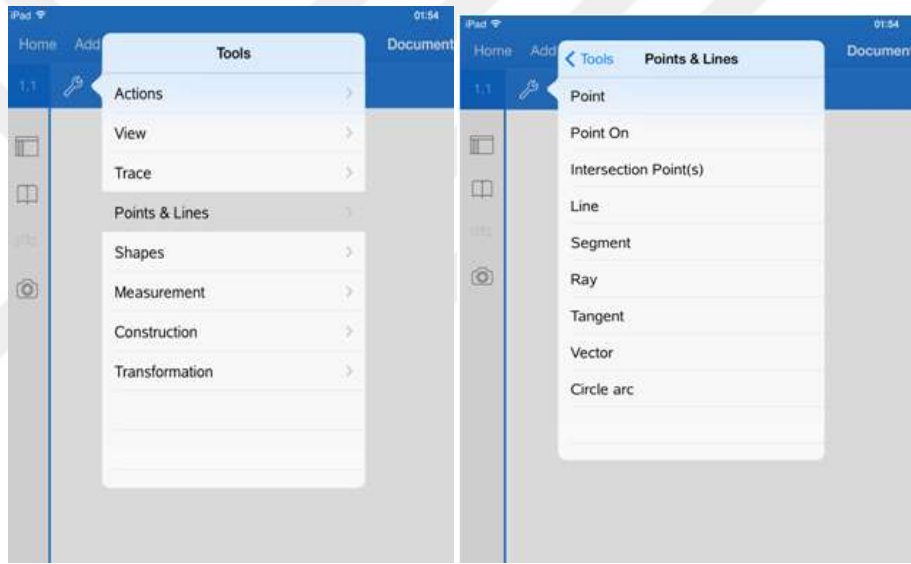 iPad
01:54
Home Add
Tools
Document
1.1
Actions
View
Trace
Points & Lines
Shapes
Measurement
Construction
Transformation
iPad
01:54
Home Add
Tools
Points & Lines
Documen
1.1
Point
Point On
Intersection Point(s)
Line
Segment
Ray
Tangent
Vector
Circle arc